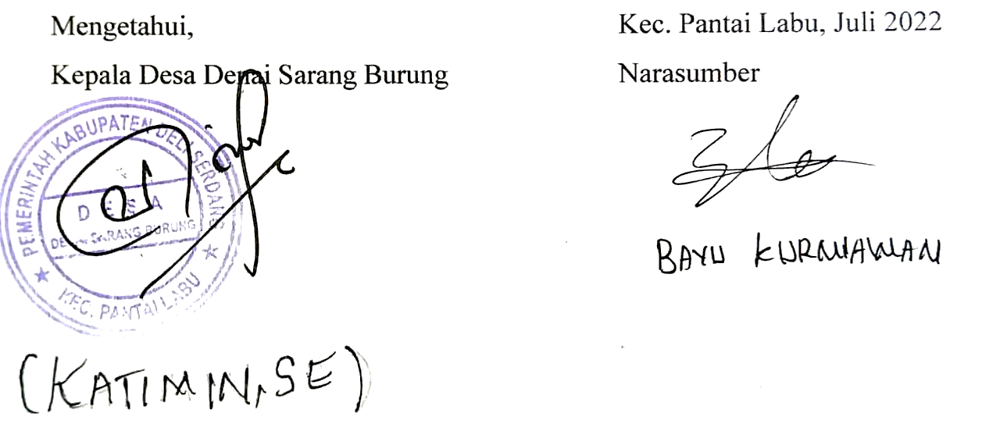 Mengetahui,
Kepala Desa Denai Sarang Burung
PEMERINTAH KABUPATEN DELI SERDANG
DESA
SARANG BURUNG
KEC. PANTAI LABU
(KATIMIN, SE)
Kec. Pantai Labu, Juli 2022
Narasumber
BAYU KURNIAWAN